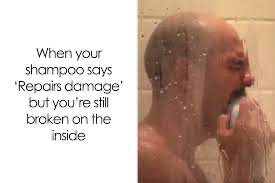 When your
shampoo says
‘Repairs damage’
but you’re still
broken on the
inside